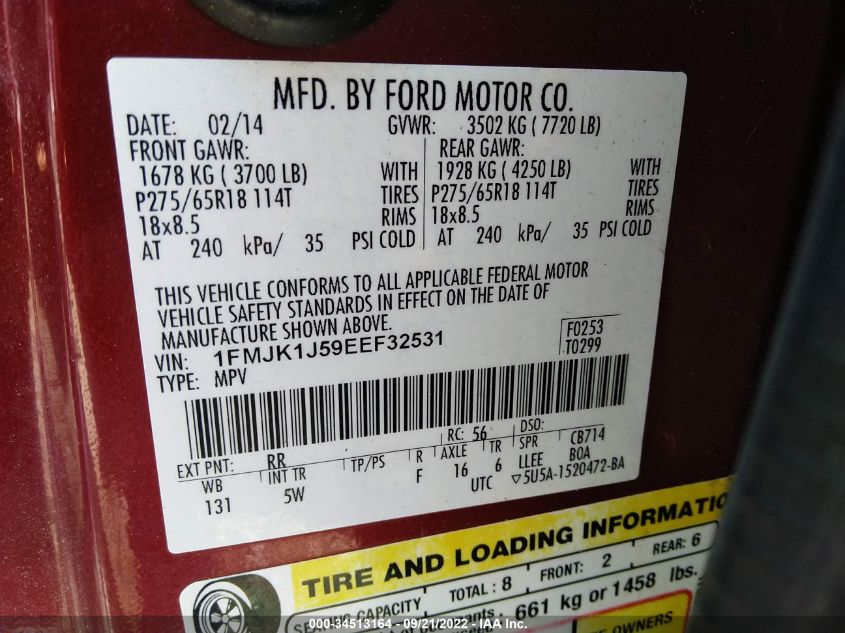 MFD. BY FORD MOTOR CO.
DATE: 02/14 GVWR: 3502 KG ( 7720 LB)
FRONT GAWR: REAR GAWR:
1678 KG ( 3700 LB) WITH 1928 KG ( 4250 LB) WITH
P275/65R18 114T TIRES P275/65R18 114T TIRES
18x8.5 RIMS 18x8.5 RIMS
AT 240 kPa/ 35 PSI COLD AT 240 kPa/ 35 PSI COLD
THIS VEHICLE CONFORMS TO ALL APPLICABLE FEDERAL MOTOR
VEHICLE SAFETY STANDARDS IN EFFECT ON THE DATE OF
MANUFACTURE SHOWN ABOVE.
VIN: 1FMJK1J59EEF32531 F0253
TYPE: MPV T0299
EXT PNT: RR RC: 56 DSO:
WB INT TR TP/PS R AXLE TR SPR CB714
131 5W F 16 6 LLEE BOA
UTC ▽5U5A-1520472-BA
TIRE AND LOADING INFORMATIO
CAPACITY TOTAL : 8 FRONT: 2 REAR: 6
661 kg or 1458 lbs.
OWNERS
000-34513164 - 09/21/2022 - © IAA, LLC